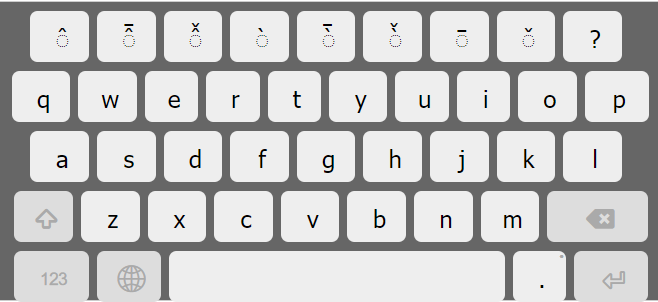 ◌̂ ◌̂̄ ◌̂̌ ◌̀ ◌̀̄ ◌̀̌ ◌̄ ◌̌ ?
q w e r t y u i o p
a s d f g h j k l
z x c v b n m
123 .